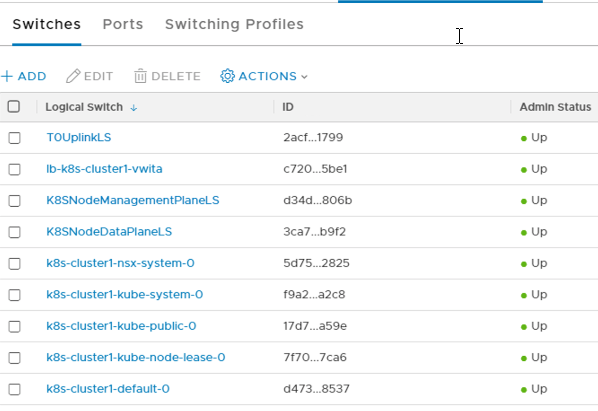 Switches Ports Switching Profiles
+ ADD EDIT DELETE ACTIONS
Logical Switch ↓ ID Admin Status
T0UplinkLS 2acf...1799 Up
lb-k8s-cluster1-vwita c720...5be1 Up
K8SNodeManagementPlaneLS d34d...806b Up
K8SNodeDataPlaneLS 3ca7...b9f2 Up
k8s-cluster1-nsx-system-0 5d75...2825 Up
k8s-cluster1-kube-system-0 f9a2...a2c8 Up
k8s-cluster1-kube-public-0 17d7...a59e Up
k8s-cluster1-kube-node-lease-0 7f70...7ca6 Up
k8s-cluster1-default-0 d473...8537 Up